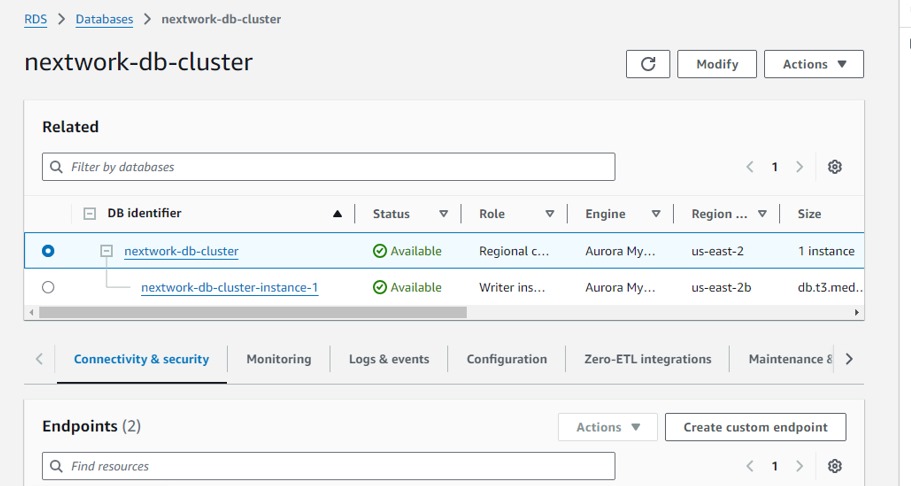 RDS > Databases > nextwork-db-cluster
nextwork-db-cluster
Modify
Actions
Related
Filter by databases
1
DB identifier Status Role Engine Region ... Size
nextwork-db-cluster Available Regional c... Aurora My... us-east-2 1 instance
nextwork-db-cluster-instance-1 Available Writer ins... Aurora My... us-east-2b db.t3.med...
Connectivity & security Monitoring Logs & events Configuration Zero-ETL integrations Maintenance &
Endpoints (2)
Actions
Create custom endpoint
Find resources
1